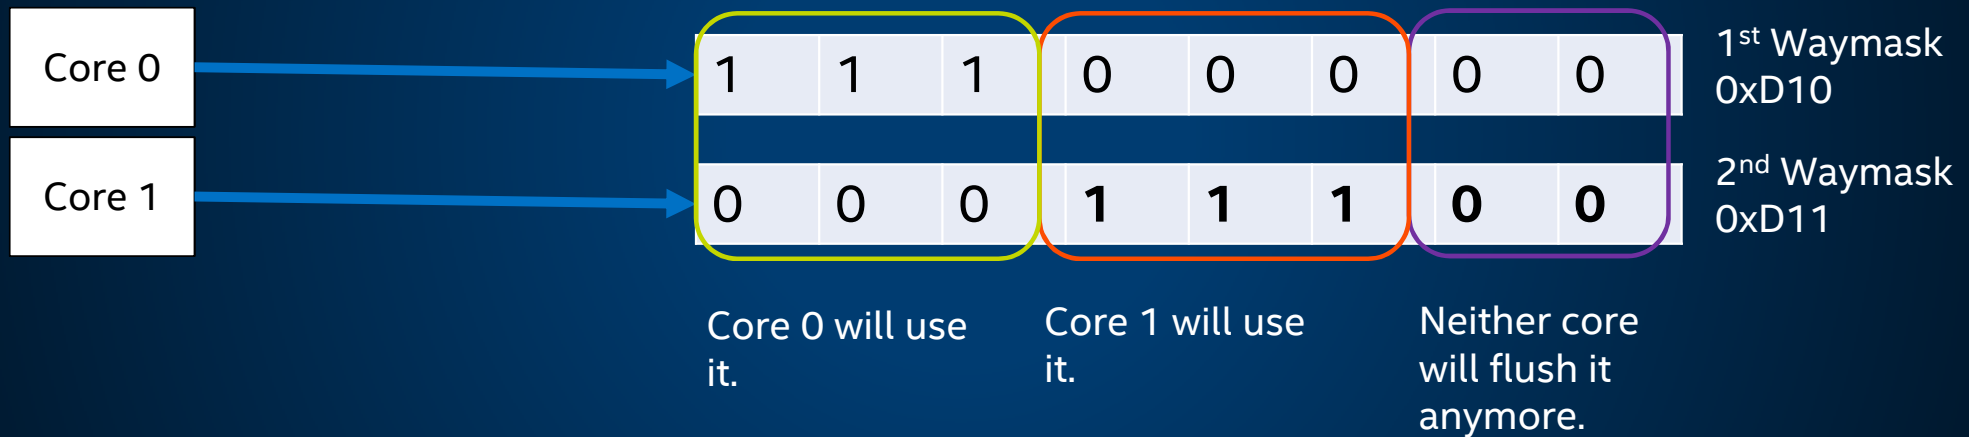 Core 0
1 1 1 0 0 0 0 0
1st Waymask
0xD10
Core 1
0 0 0 1 1 1 0 0
2nd Waymask
0xD11
Core 0 will use
it.
Core 1 will use
it.
Neither core
will flush it
anymore.